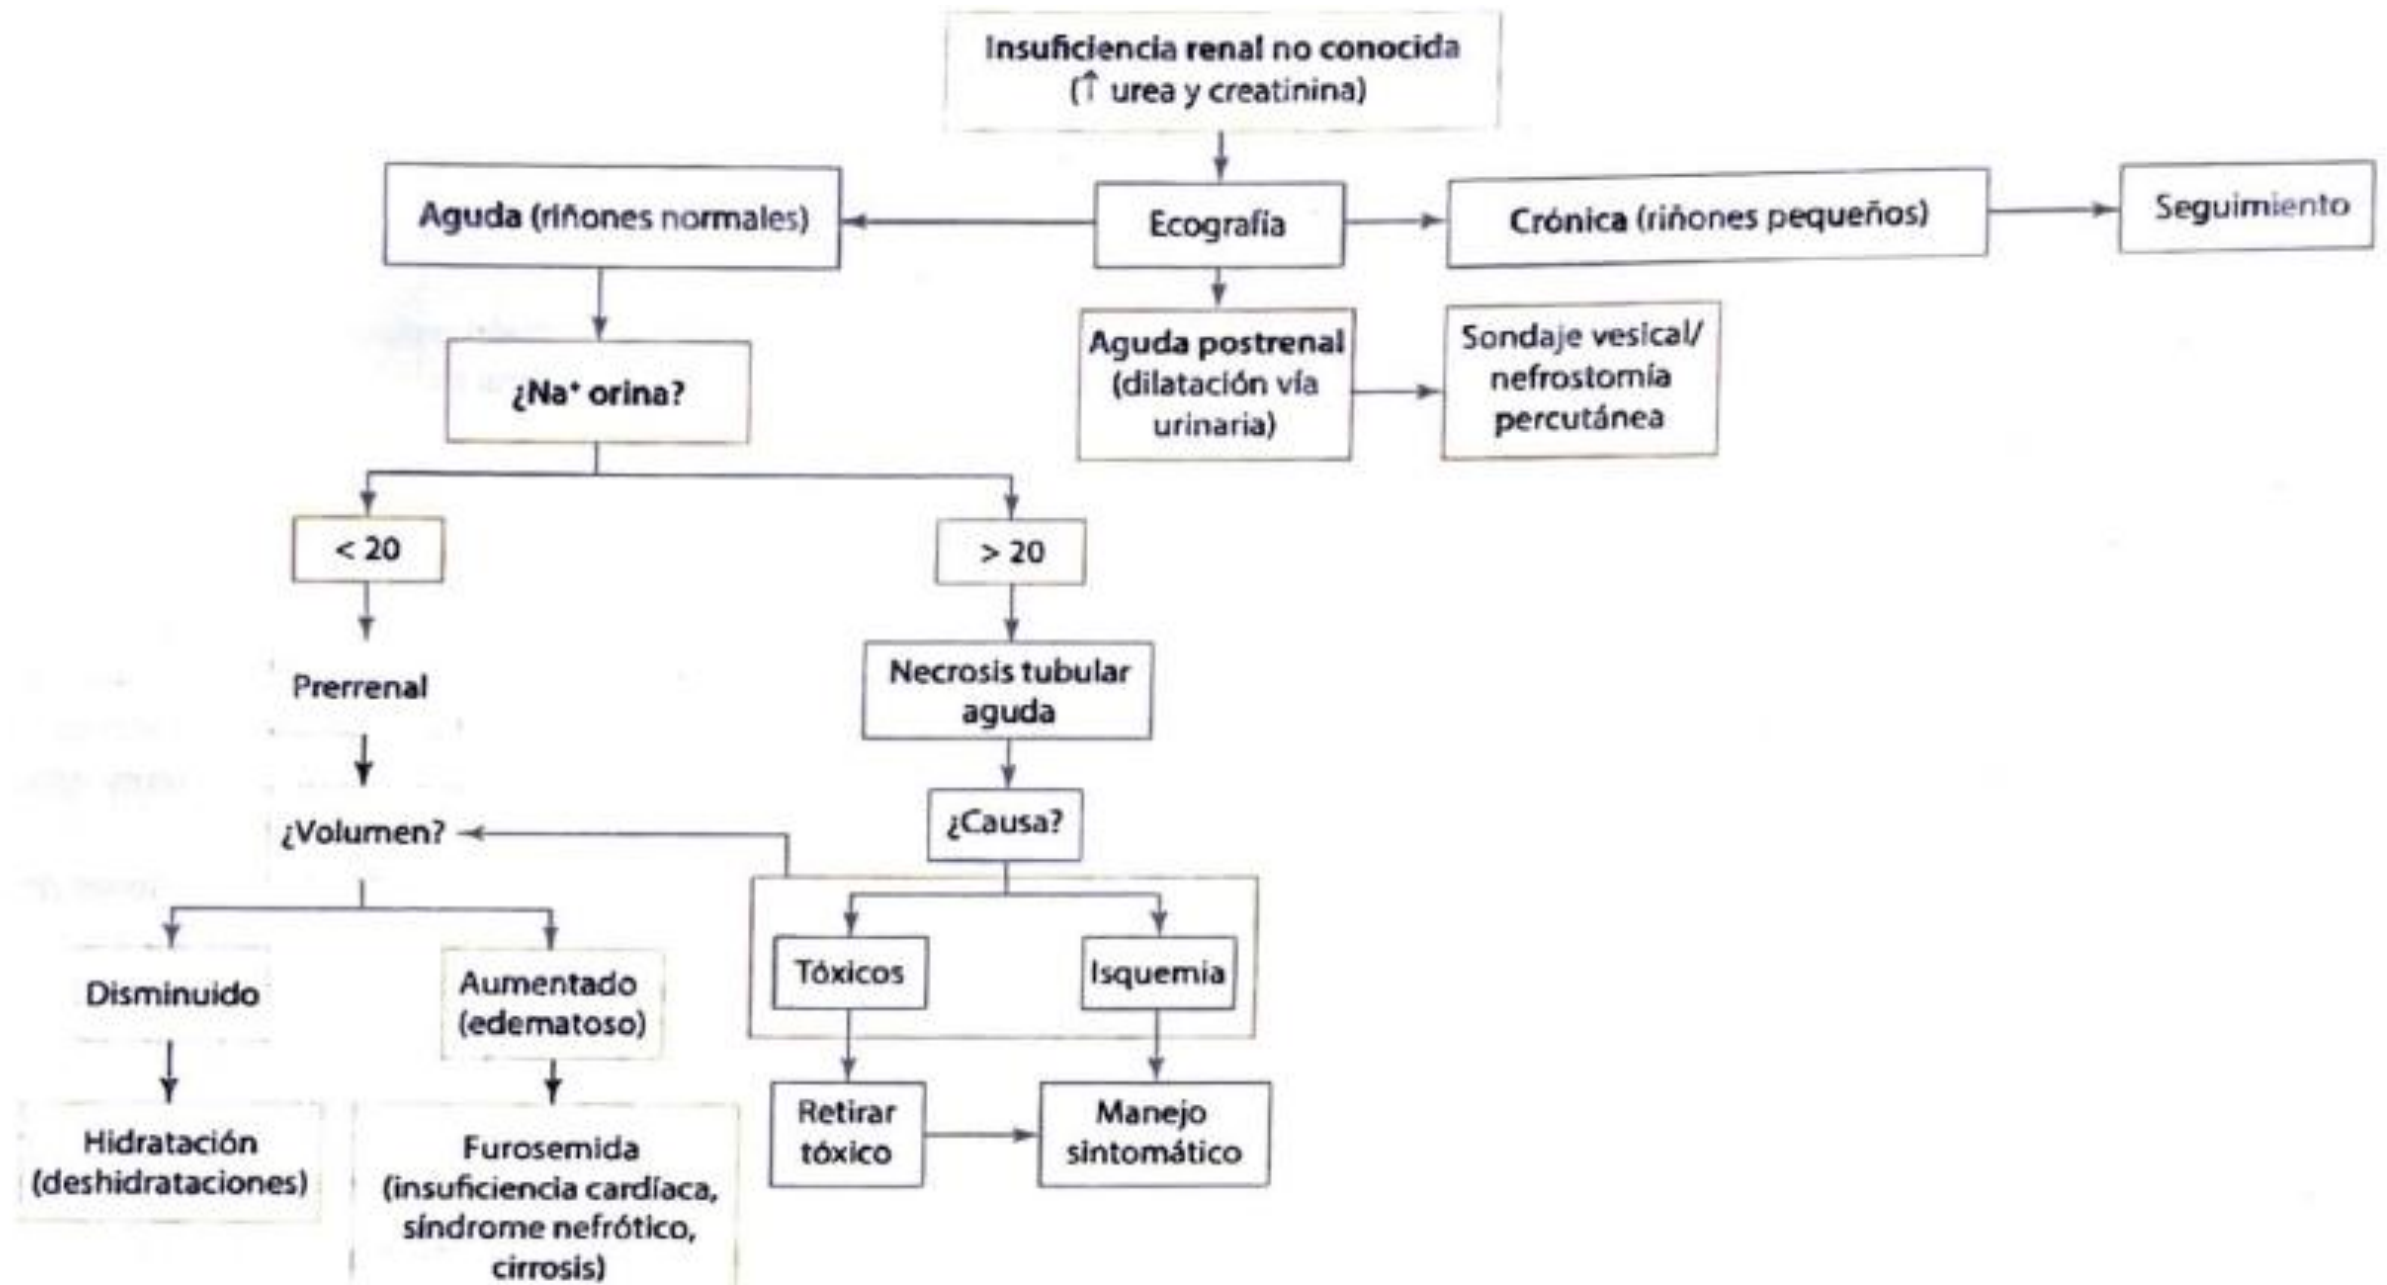 Insuficiencia renal no conocida
(↑ urea y creatinina)
Aguda (riñones normales)
Ecografía
Crónica (riñones pequeños)
Seguimiento
¿Na⁺ orina?
Aguda postrenal
(dilatación vía
urinaria)
Sondaje vesical/
nefrostomía
percutánea
< 20
> 20
Prerrenal
Necrosis tubular
aguda
¿Volumen?
¿Causa?
Disminuido
Aumentado
(edematoso)
Tóxicos
Isquemia
Hidratación
(deshidrataciones)
Furosemida
(insuficiencia cardíaca,
síndrome nefrótico,
cirrosis)
Retirar
tóxico
Manejo
sintomático